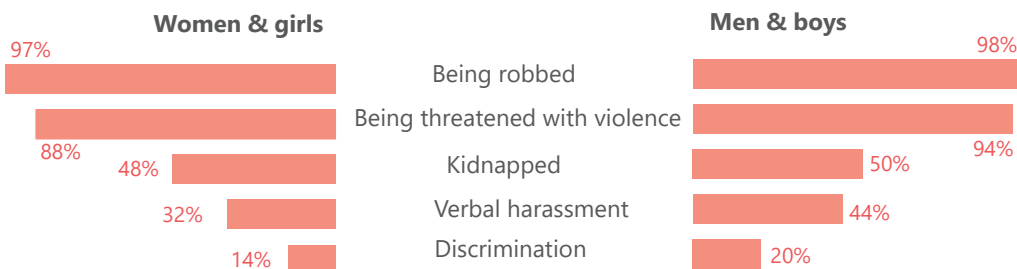 Women & girls
Men & boys
97%
Being robbed
98%
Being threatened with violence
88%
94%
48%
Kidnapped
50%
32%
Verbal harassment
44%
14%
Discrimination
20%